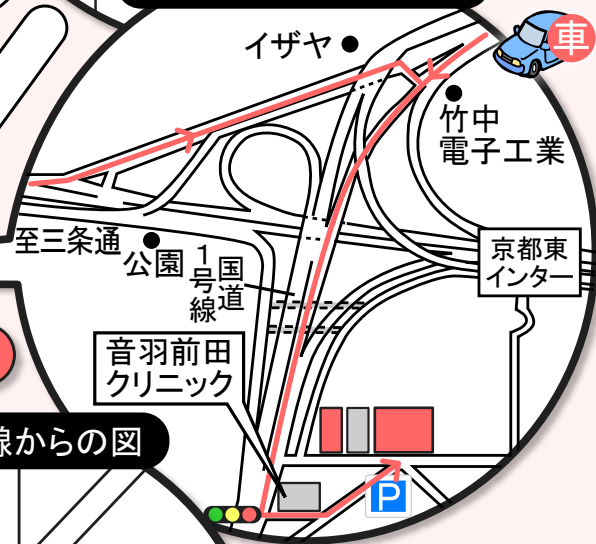 イザヤ
車
竹中
電子工業
至三条通
公園
国道
1号線
京都東
インター
音羽前田
クリニック
線からの図
P